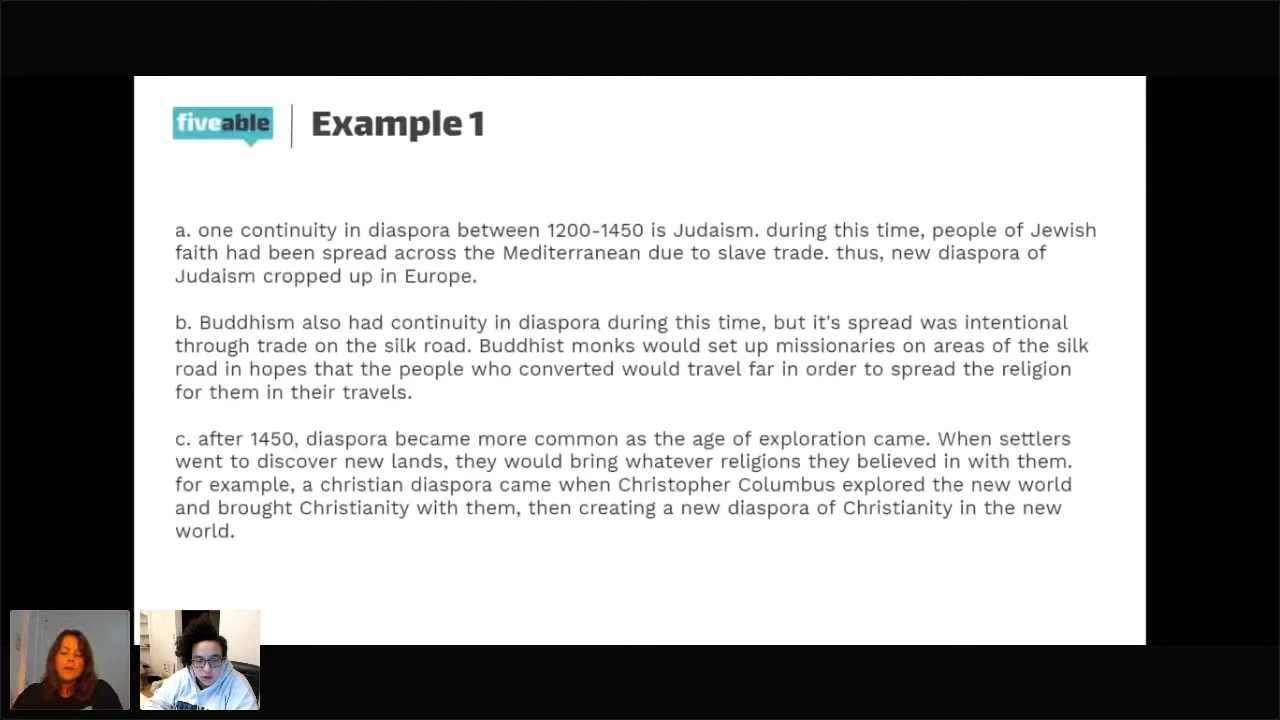 fiveable
Example 1
a. one continuity in diaspora between 1200-1450 is Judaism. during this time, people of Jewish
faith had been spread across the Mediterranean due to slave trade. thus, new diaspora of
Judaism cropped up in Europe.
b. Buddhism also had continuity in diaspora during this time, but it's spread was intentional
through trade on the silk road. Buddhist monks would set up missionaries on areas of the silk
road in hopes that the people who converted would travel far in order to spread the religion
for them in their travels.
c. after 1450, diaspora became more common as the age of exploration came. When settlers
went to discover new lands, they would bring whatever religions they believed in with them.
for example, a christian diaspora came when Christopher Columbus explored the new world
and brought Christianity with them, then creating a new diaspora of Christianity in the new
world.